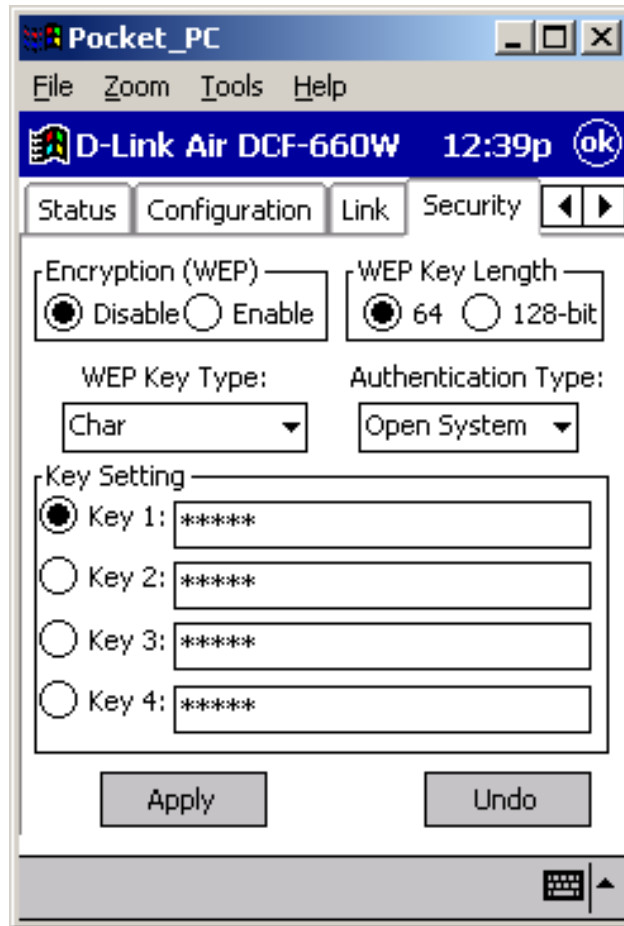 Pocket_PC
File Zoom Tools Help
D-Link Air DCF-660W 12:39p ok
Status Configuration Link Security
Encryption (WEP) WEP Key Length
Disable Enable 64 128-bit
WEP Key Type: Authentication Type:
Char Open System
Key Setting
Key 1: *****
Key 2: *****
Key 3: *****
Key 4: *****
Apply Undo